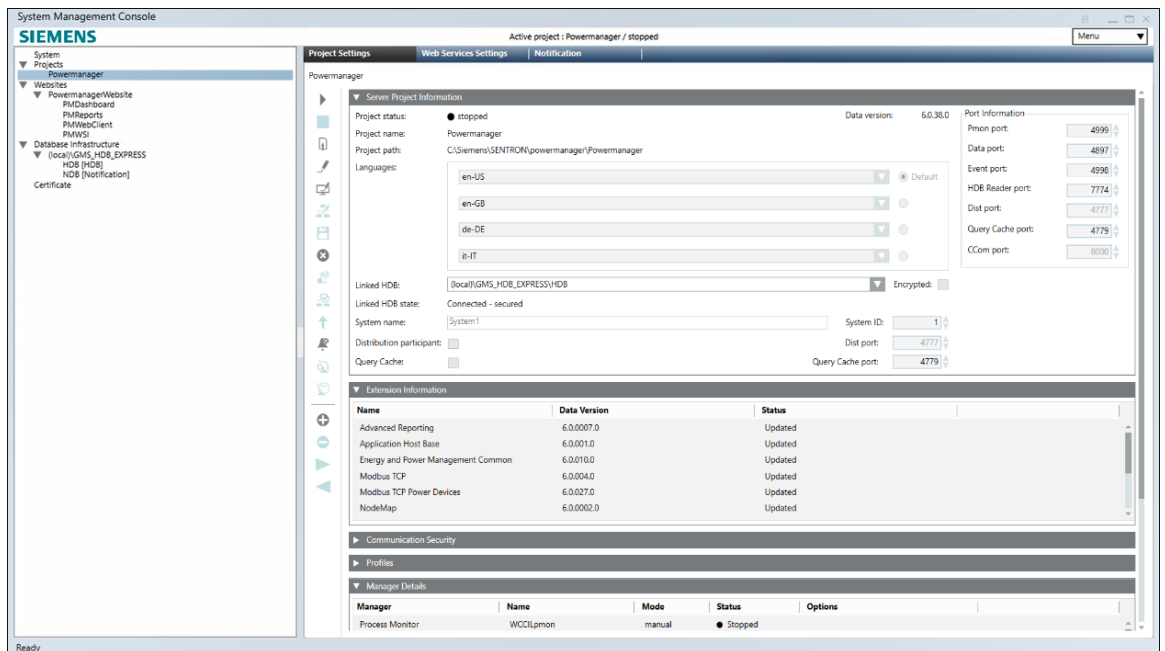 System Management Console
SIEMENS
Active project : Powermanager / stopped
Menu
System
Projects
Powermanager
Websites
PowermanagerWebsite
PMDashboard
PMReports
PMWebClient
PMWSI
Database Infrastructure
(local)\GMS_HDB_EXPRESS
HDB [HDB]
NDB [Notification]
Certificate
Project Settings Web Services Settings Notification
Powermanager
Server Project Information
Project status: stopped Data version: 6.0.38.0
Project name: Powermanager
Project path: C:\Siemens\SENTRON\powermanager\Powermanager
Languages:
en-US Default
en-GB
de-DE
it-IT
Linked HDB: (local)\GMS_HDB_EXPRESS\HDB Encrypted:
Linked HDB state: Connected - secured
System name: System1 System ID: 1
Distribution participant: Dist port: 4777
Query Cache: Query Cache port: 4779
Port Information
Pmon port: 4999
Data port: 4897
Event port: 4998
HDB Reader port: 7774
Dist port: 4777
Query Cache port: 4779
CCom port: 8000
Extension Information
Name Data Version Status
Advanced Reporting 6.0.0007.0 Updated
Application Host Base 6.0.001.0 Updated
Energy and Power Management Common 6.0.010.0 Updated
Modbus TCP 6.0.004.0 Updated
Modbus TCP Power Devices 6.0.027.0 Updated
NodeMap 6.0.0002.0 Updated
Communication Security
Profiles
Manager Details
Manager Name Mode Status Options
Process Monitor WCCILpmon manual Stopped
Ready